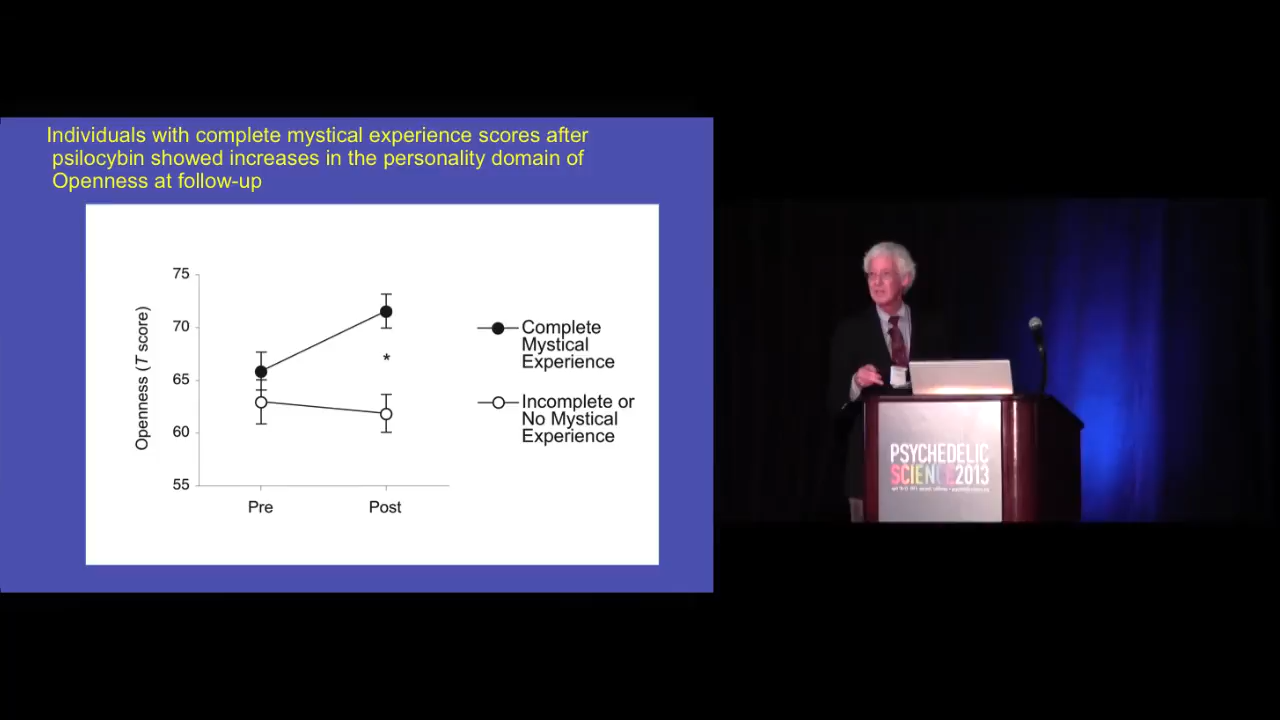 Individuals with complete mystical experience scores after
psilocybin showed increases in the personality domain of
Openness at follow-up
75
70
65
60
55
Openness (T score)
*
Pre
Post
Complete
Mystical
Experience
Incomplete or
No Mystical
Experience
PSYCHEDELIC
SCIENCE2013